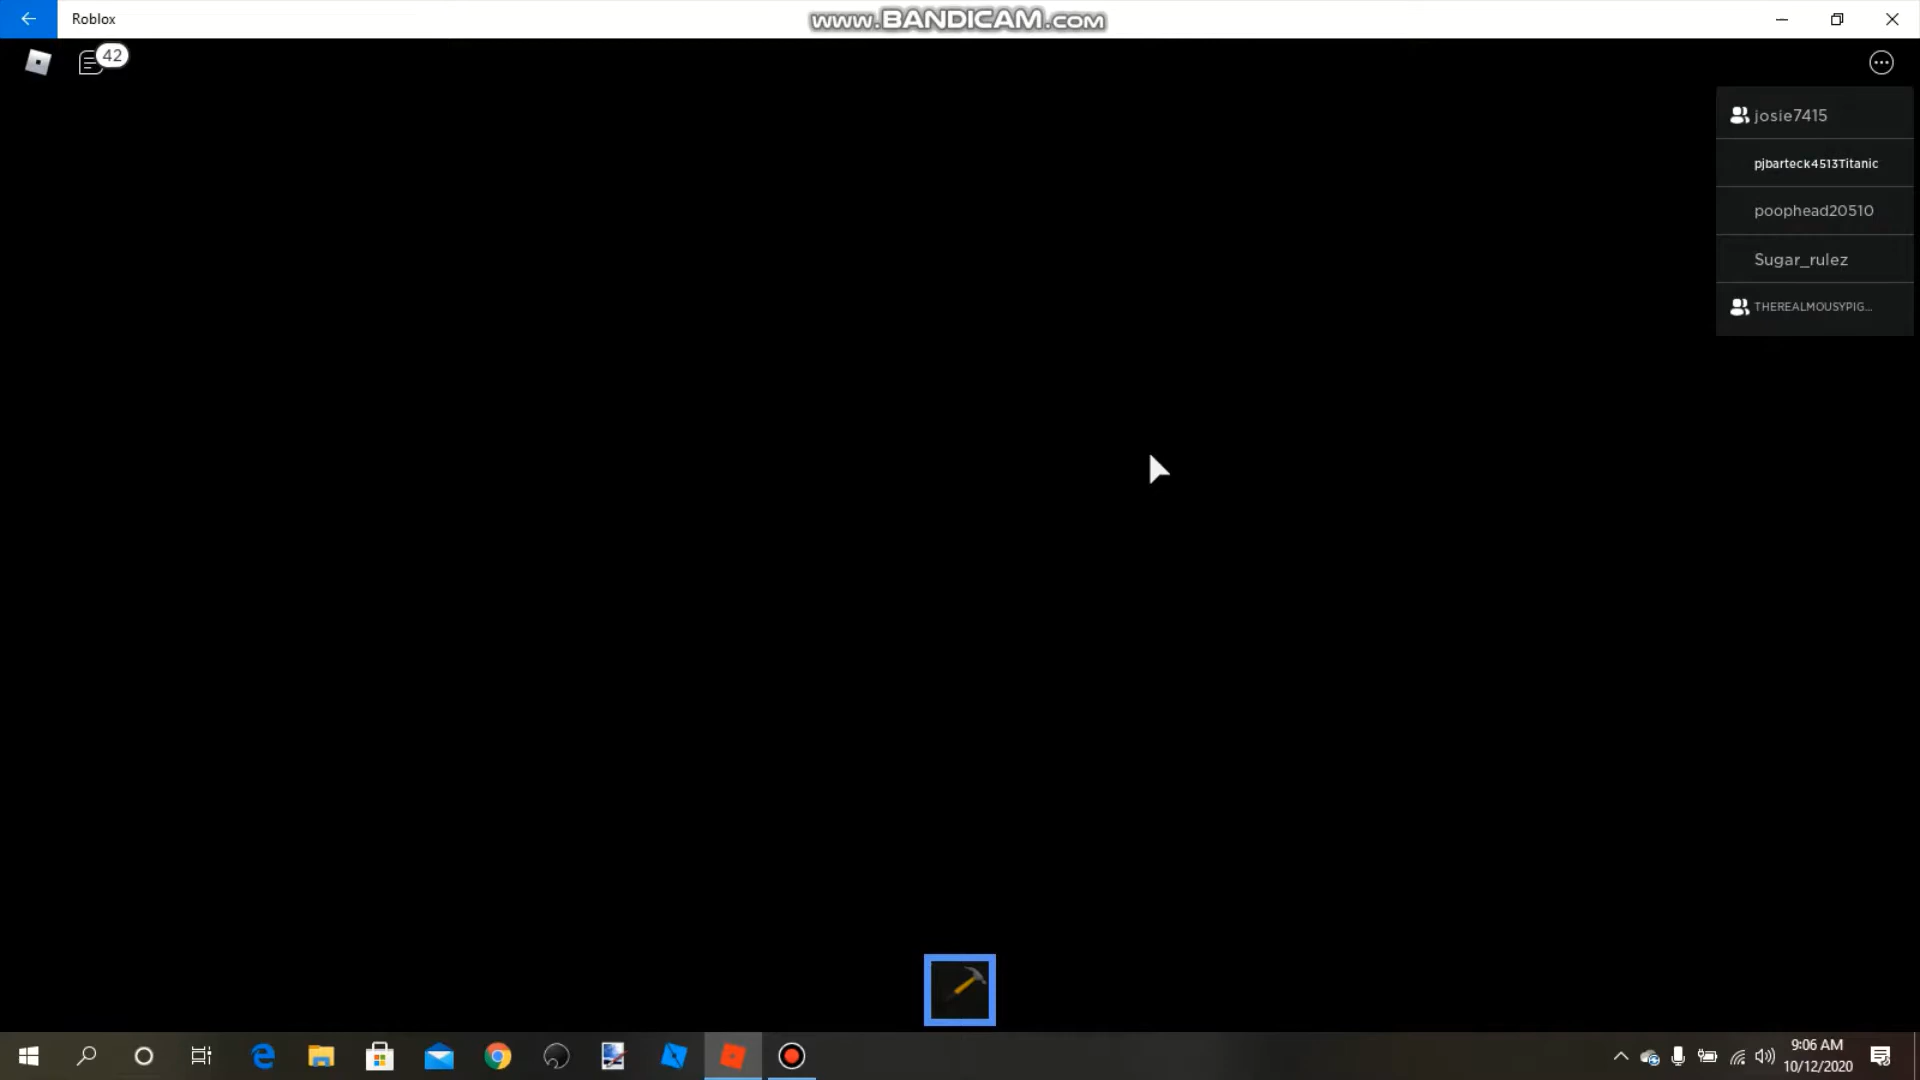 Roblox
www.BANDICAM.com
42
josie7415
pjbarteck4513Titanic
poophead20510
Sugar_rulez
THEREALMOUSYPIG...
9:06 AM
10/12/2020